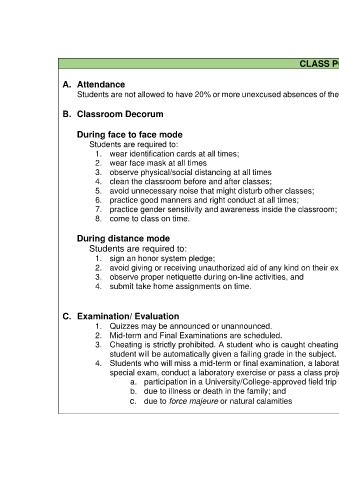 CLASS P
A. Attendance
Students are not allowed to have 20% or more unexcused absences of the
B. Classroom Decorum
During face to face mode
Students are required to:
1. wear identification cards at all times;
2. wear face mask at all times
3. observe physical/social distancing at all times
4. clean the classroom before and after classes;
5. avoid unnecessary noise that might disturb other classes;
6. practice good manners and right conduct at all times;
7. practice gender sensitivity and awareness inside the classroom;
8. come to class on time.
During distance mode
Students are required to:
1. sign an honor system pledge;
2. avoid giving or receiving unauthorized aid of any kind on their ex
3. observe proper netiquette during on-line activities, and
4. submit take home assignments on time.
C. Examination/ Evaluation
1. Quizzes may be announced or unannounced.
2. Mid-term and Final Examinations are scheduled.
3. Cheating is strictly prohibited. A student who is caught cheating
student will be automatically given a failing grade in the subject.
4. Students who will miss a mid-term or final examination, a laborat
special exam, conduct a laboratory exercise or pass a class proj
a. participation in a University/College-approved field trip
b. due to illness or death in the family; and
c. due to force majeure or natural calamities